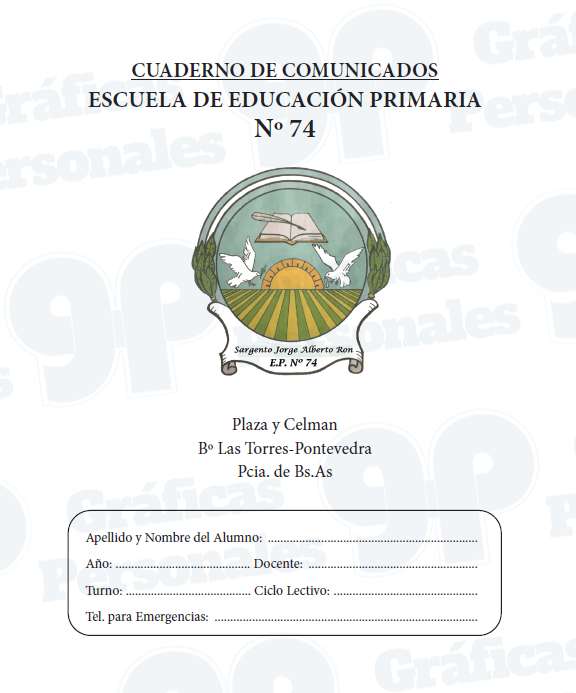 CUADERNO DE COMUNICADOS
ESCUELA DE EDUCACIÓN PRIMARIA
Nº 74
Sargento Jorge Alberto Ron
E.P. Nº 74
Plaza y Celman
Bº Las Torres-Pontevedra
Pcia. de Bs.As
Apellido y Nombre del Alumno: ................................................................
Año: ......................................... Docente: ....................................................
Turno: ...................................... Ciclo Lectivo: ............................................
Tel. para Emergencias: ................................................................................
Gráficas
Personales
gp